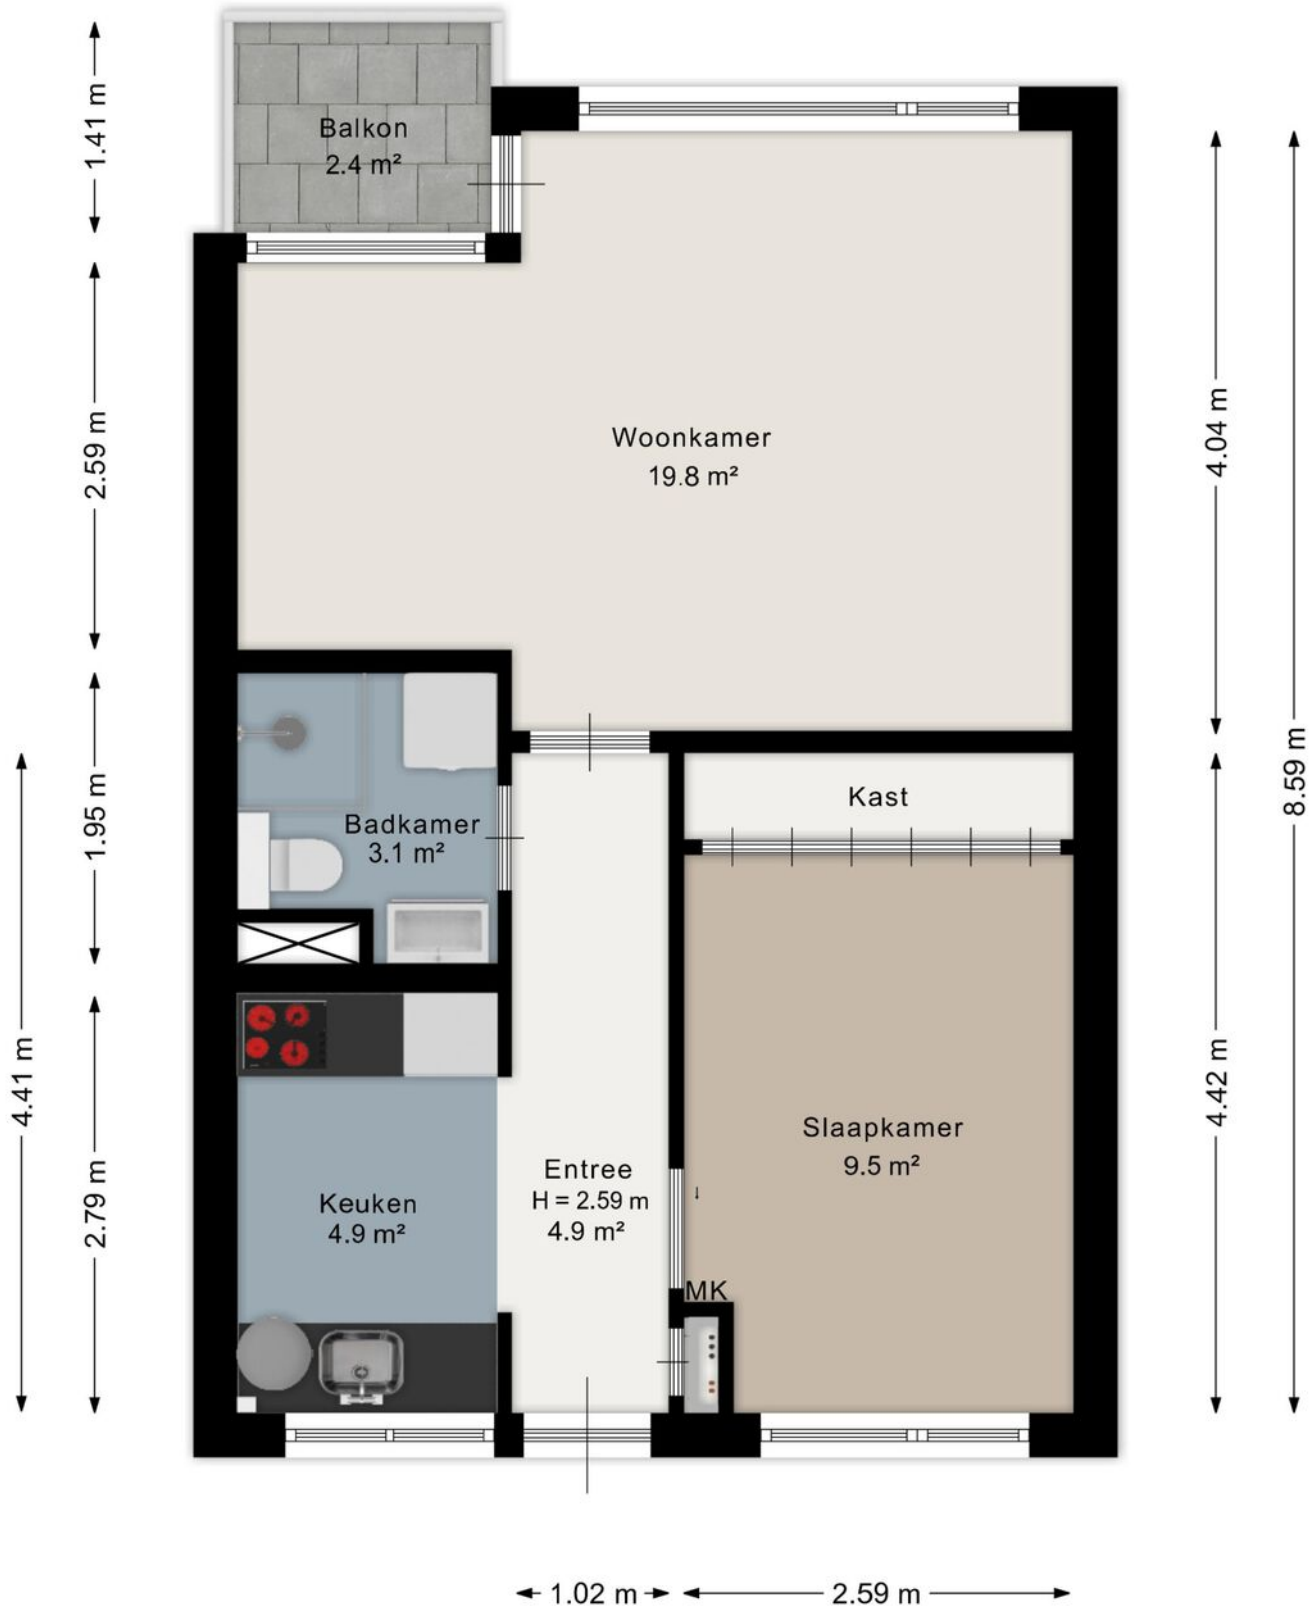 1.41 m
Balkon
2.4 m²
2.59 m
Woonkamer
19.8 m²
4.04 m
8.59 m
1.95 m
Badkamer
3.1 m²
Kast
4.41 m
4.42 m
2.79 m
Keuken
4.9 m²
Entree
H = 2.59 m
4.9 m²
Slaapkamer
9.5 m²
MK
1.02 m
2.59 m